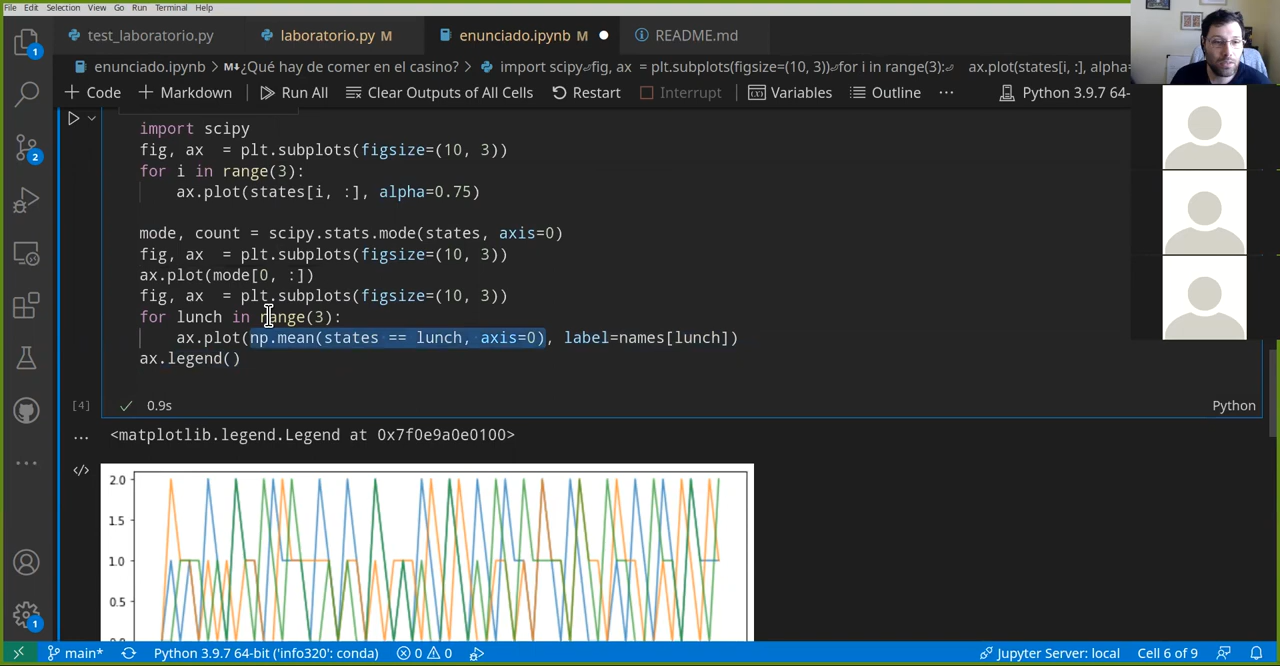 File Edit Selection View Go Run Terminal Help
test_laboratorio.py laboratorio.py M enunciado.ipynb M README.md
enunciado.ipynb > M↓¿Qué hay de comer en el casino? > import scipy⏎fig, ax = plt.subplots(figsize=(10, 3))⏎for i in range(3):⏎ ax.plot(states[i, :], alpha=
+ Code + Markdown Run All Clear Outputs of All Cells Restart Interrupt Variables Outline ··· Python 3.9.7 64-
import scipy
fig, ax = plt.subplots(figsize=(10, 3))
for i in range(3):
ax.plot(states[i, :], alpha=0.75)
mode, count = scipy.stats.mode(states, axis=0)
fig, ax = plt.subplots(figsize=(10, 3))
ax.plot(mode[0, :])
fig, ax = plt.subplots(figsize=(10, 3))
for lunch in range(3):
ax.plot(np.mean(states == lunch, axis=0), label=names[lunch])
ax.legend()
[4] 0.9s Python
... <matplotlib.legend.Legend at 0x7f0e9a0e0100>
</>
2.0
1.5
1.0
0.5
0.0
1
2
1
main* Python 3.9.7 64-bit ('info320': conda) 0 0 Jupyter Server: local Cell 6 of 9